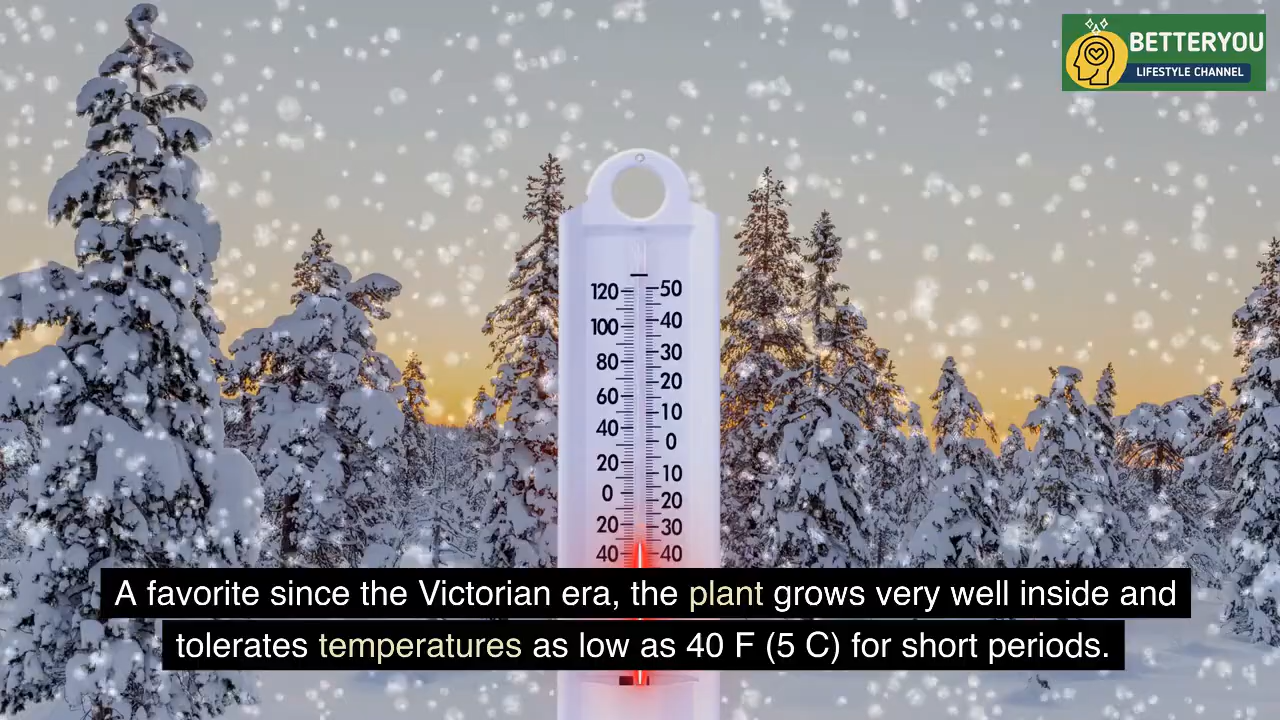 BETTERYOU
LIFESTYLE CHANNEL
120 50
100 40
80 30
60 20
40 10
20 0
0 10
20 20
40 30
40
A favorite since the Victorian era, the plant grows very well inside and
tolerates temperatures as low as 40 F (5 C) for short periods.